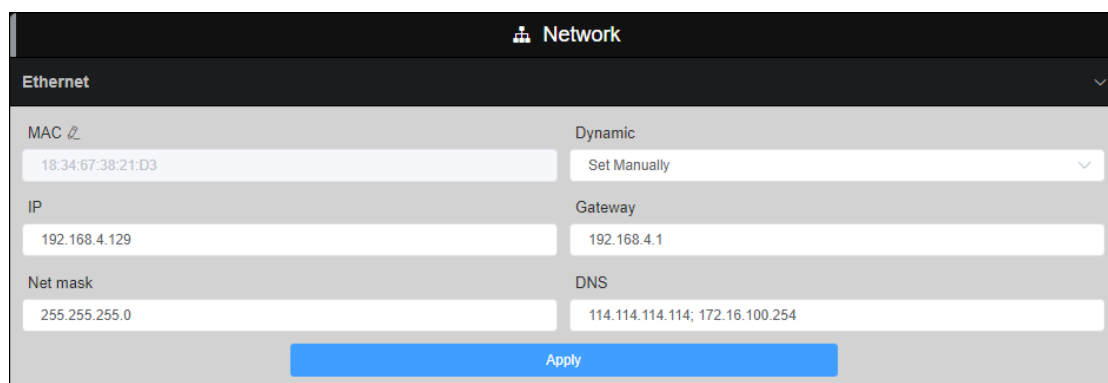 Network
Ethernet
MAC
Dynamic
18:34:67:38:21:D3
Set Manually
IP
Gateway
192.168.4.129
192.168.4.1
Net mask
DNS
255.255.255.0
114.114.114.114; 172.16.100.254
Apply